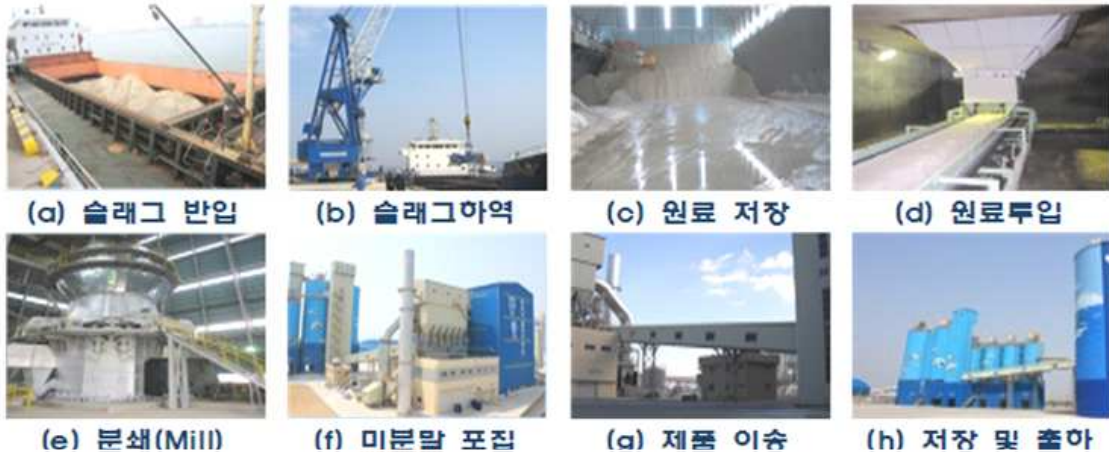 (a) 슬래그 반입
(b) 슬래그하역
(c) 원료 저장
(d) 원료투입
(e) 분쇄(Mill)
(f) 미분말 포집
(g) 제품 이송
(h) 저장 및 출하